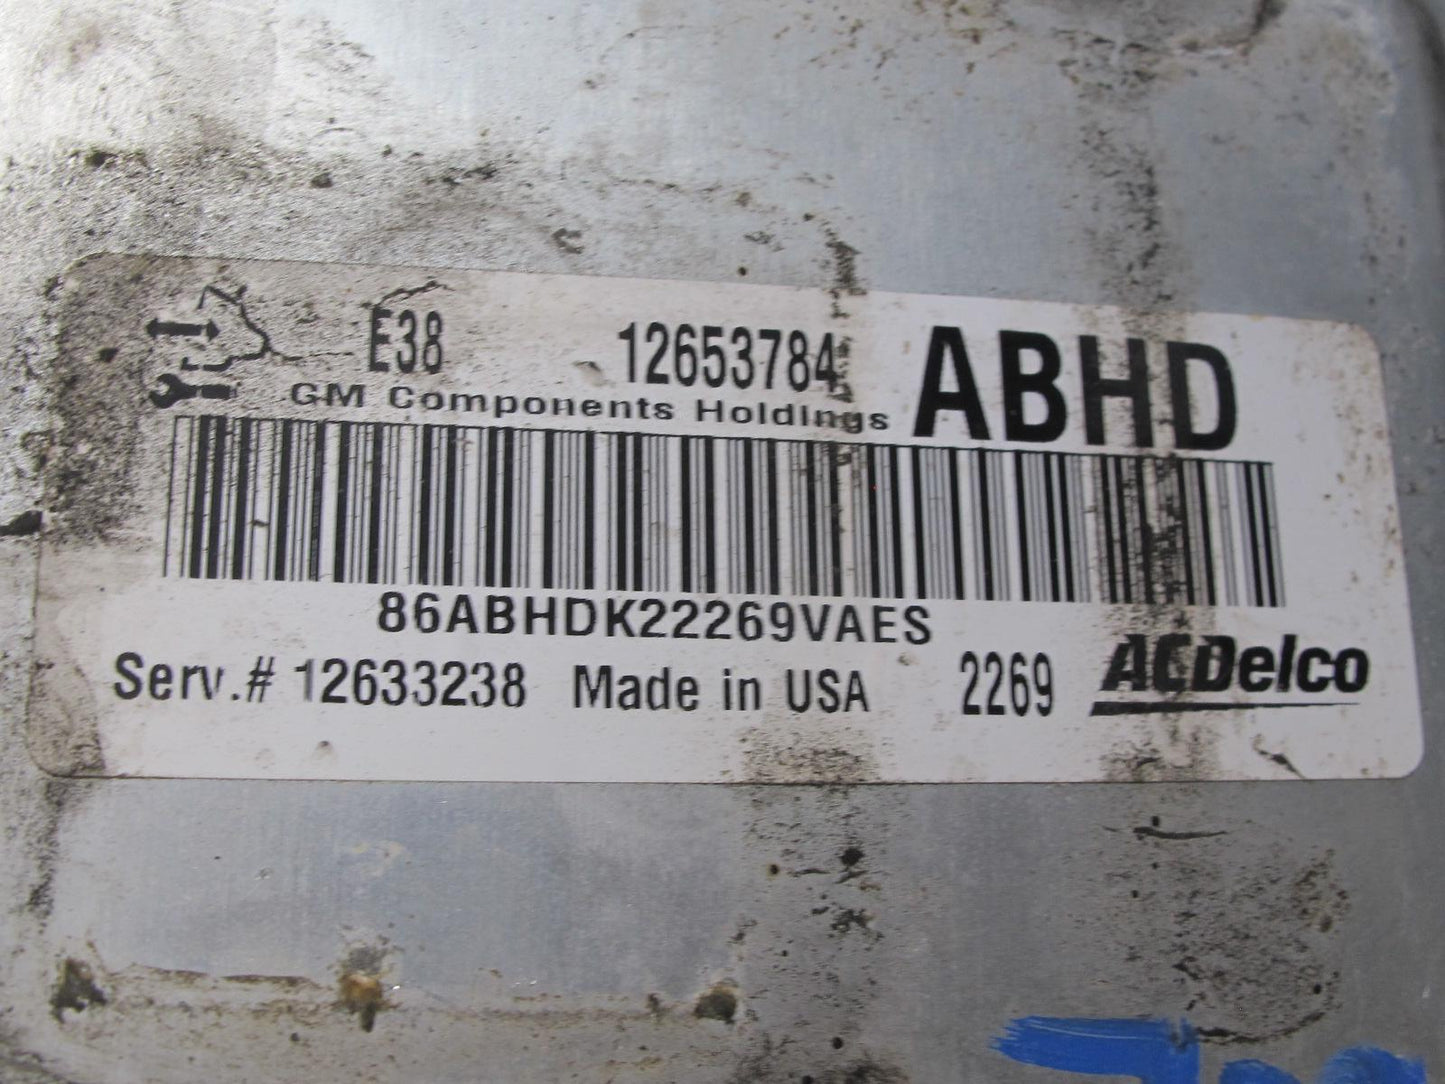 E38 12653784 ABHD
GM Components Holdings
86ABHDK22269VAES
Serv.# 12633238 Made in USA 2269 ACDelco